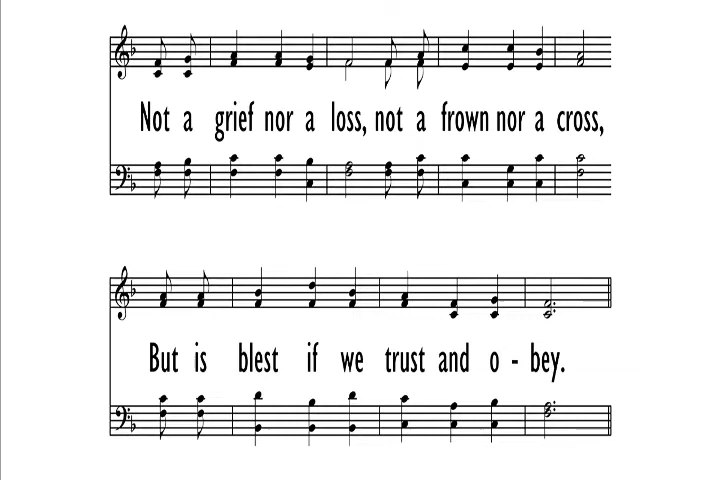 Not a grief nor a loss, not a frown nor a cross,
But is blest if we trust and o - bey.